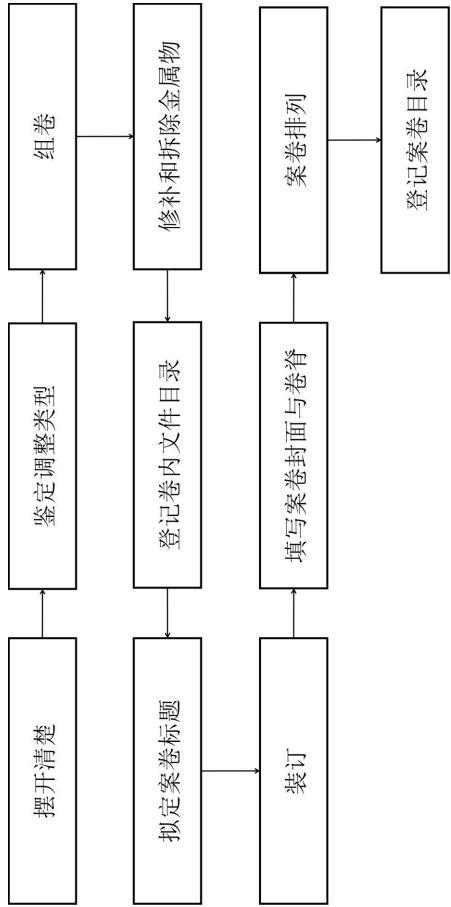 摆开清楚
鉴定调整类型
组卷
修补和拆除金属物
登记卷内文件目录
拟定案卷标题
装订
填写案卷封面与卷脊
案卷排列
登记案卷目录